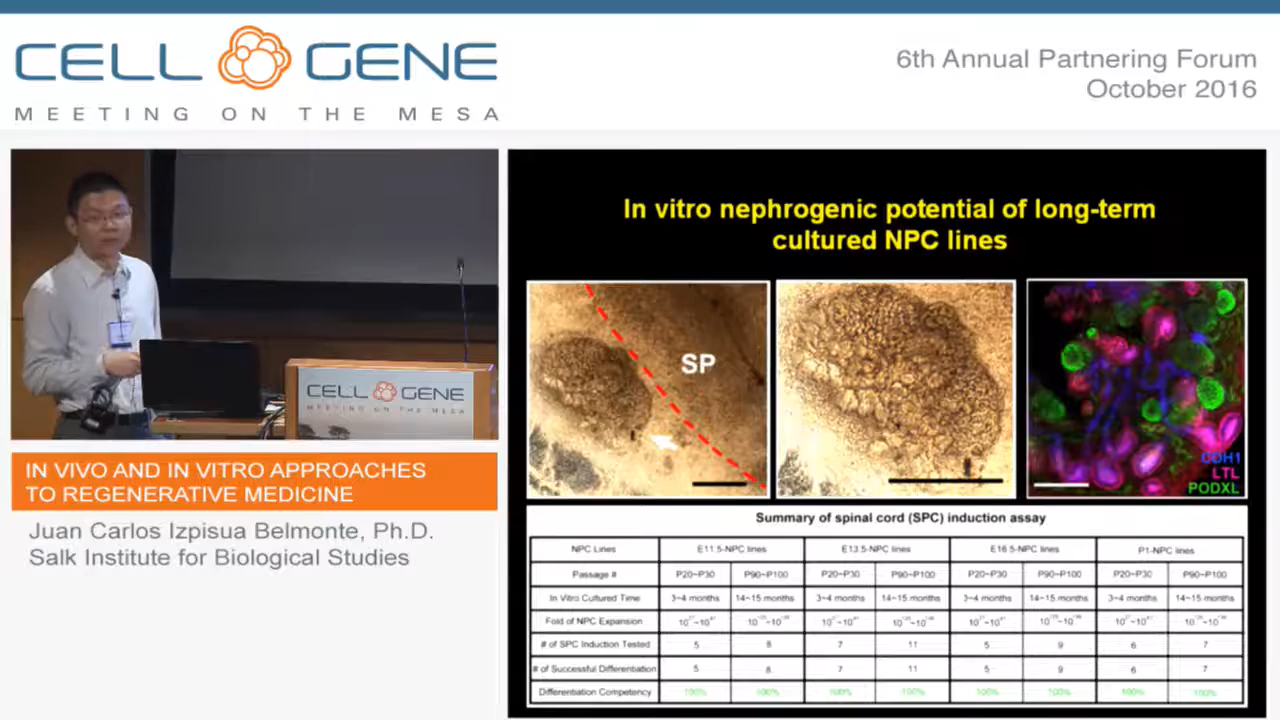 CELL GENE
MEETING ON THE MESA
6th Annual Partnering Forum
October 2016
CELL GENE
MEETING ON THE MESA
IN VIVO AND IN VITRO APPROACHES
TO REGENERATIVE MEDICINE
Juan Carlos Izpisua Belmonte, Ph.D.
Salk Institute for Biological Studies
In vitro nephrogenic potential of long-term
cultured NPC lines
SP
CDH1
LTL
PODXL
Summary of spinal cord (SPC) induction assay
NPC Lines E11.5-NPC lines E13.5-NPC lines E16.5-NPC lines P1-NPC lines
Passage # P20~P30 P90~P100 P20~P30 P90~P100 P20~P30 P90~P100 P20~P30 P90~P100
In Vitro Cultured Time 3~4 months 14~15 months 3~4 months 14~15 months 3~4 months 14~15 months 3~4 months 14~15 months
Fold of NPC Expansion
# of SPC Induction Tested 5 8 7 11 5 9 6 7
# of Successful Differentiation 5 8 7 11 5 9 6 7
Differentiation Competency 100% 100% 100% 100% 100% 100% 100% 100%